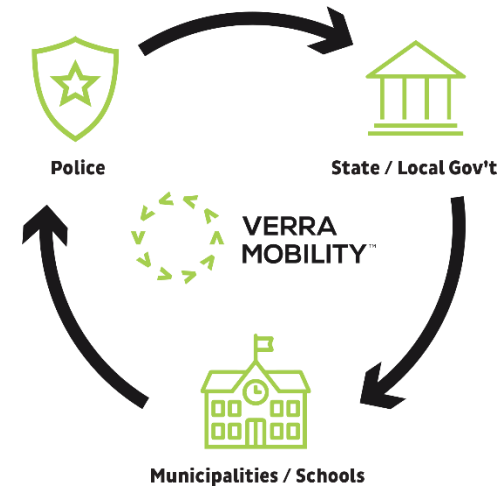 Police
State / Local Gov't
VERRA
MOBILITY™
Municipalities / Schools